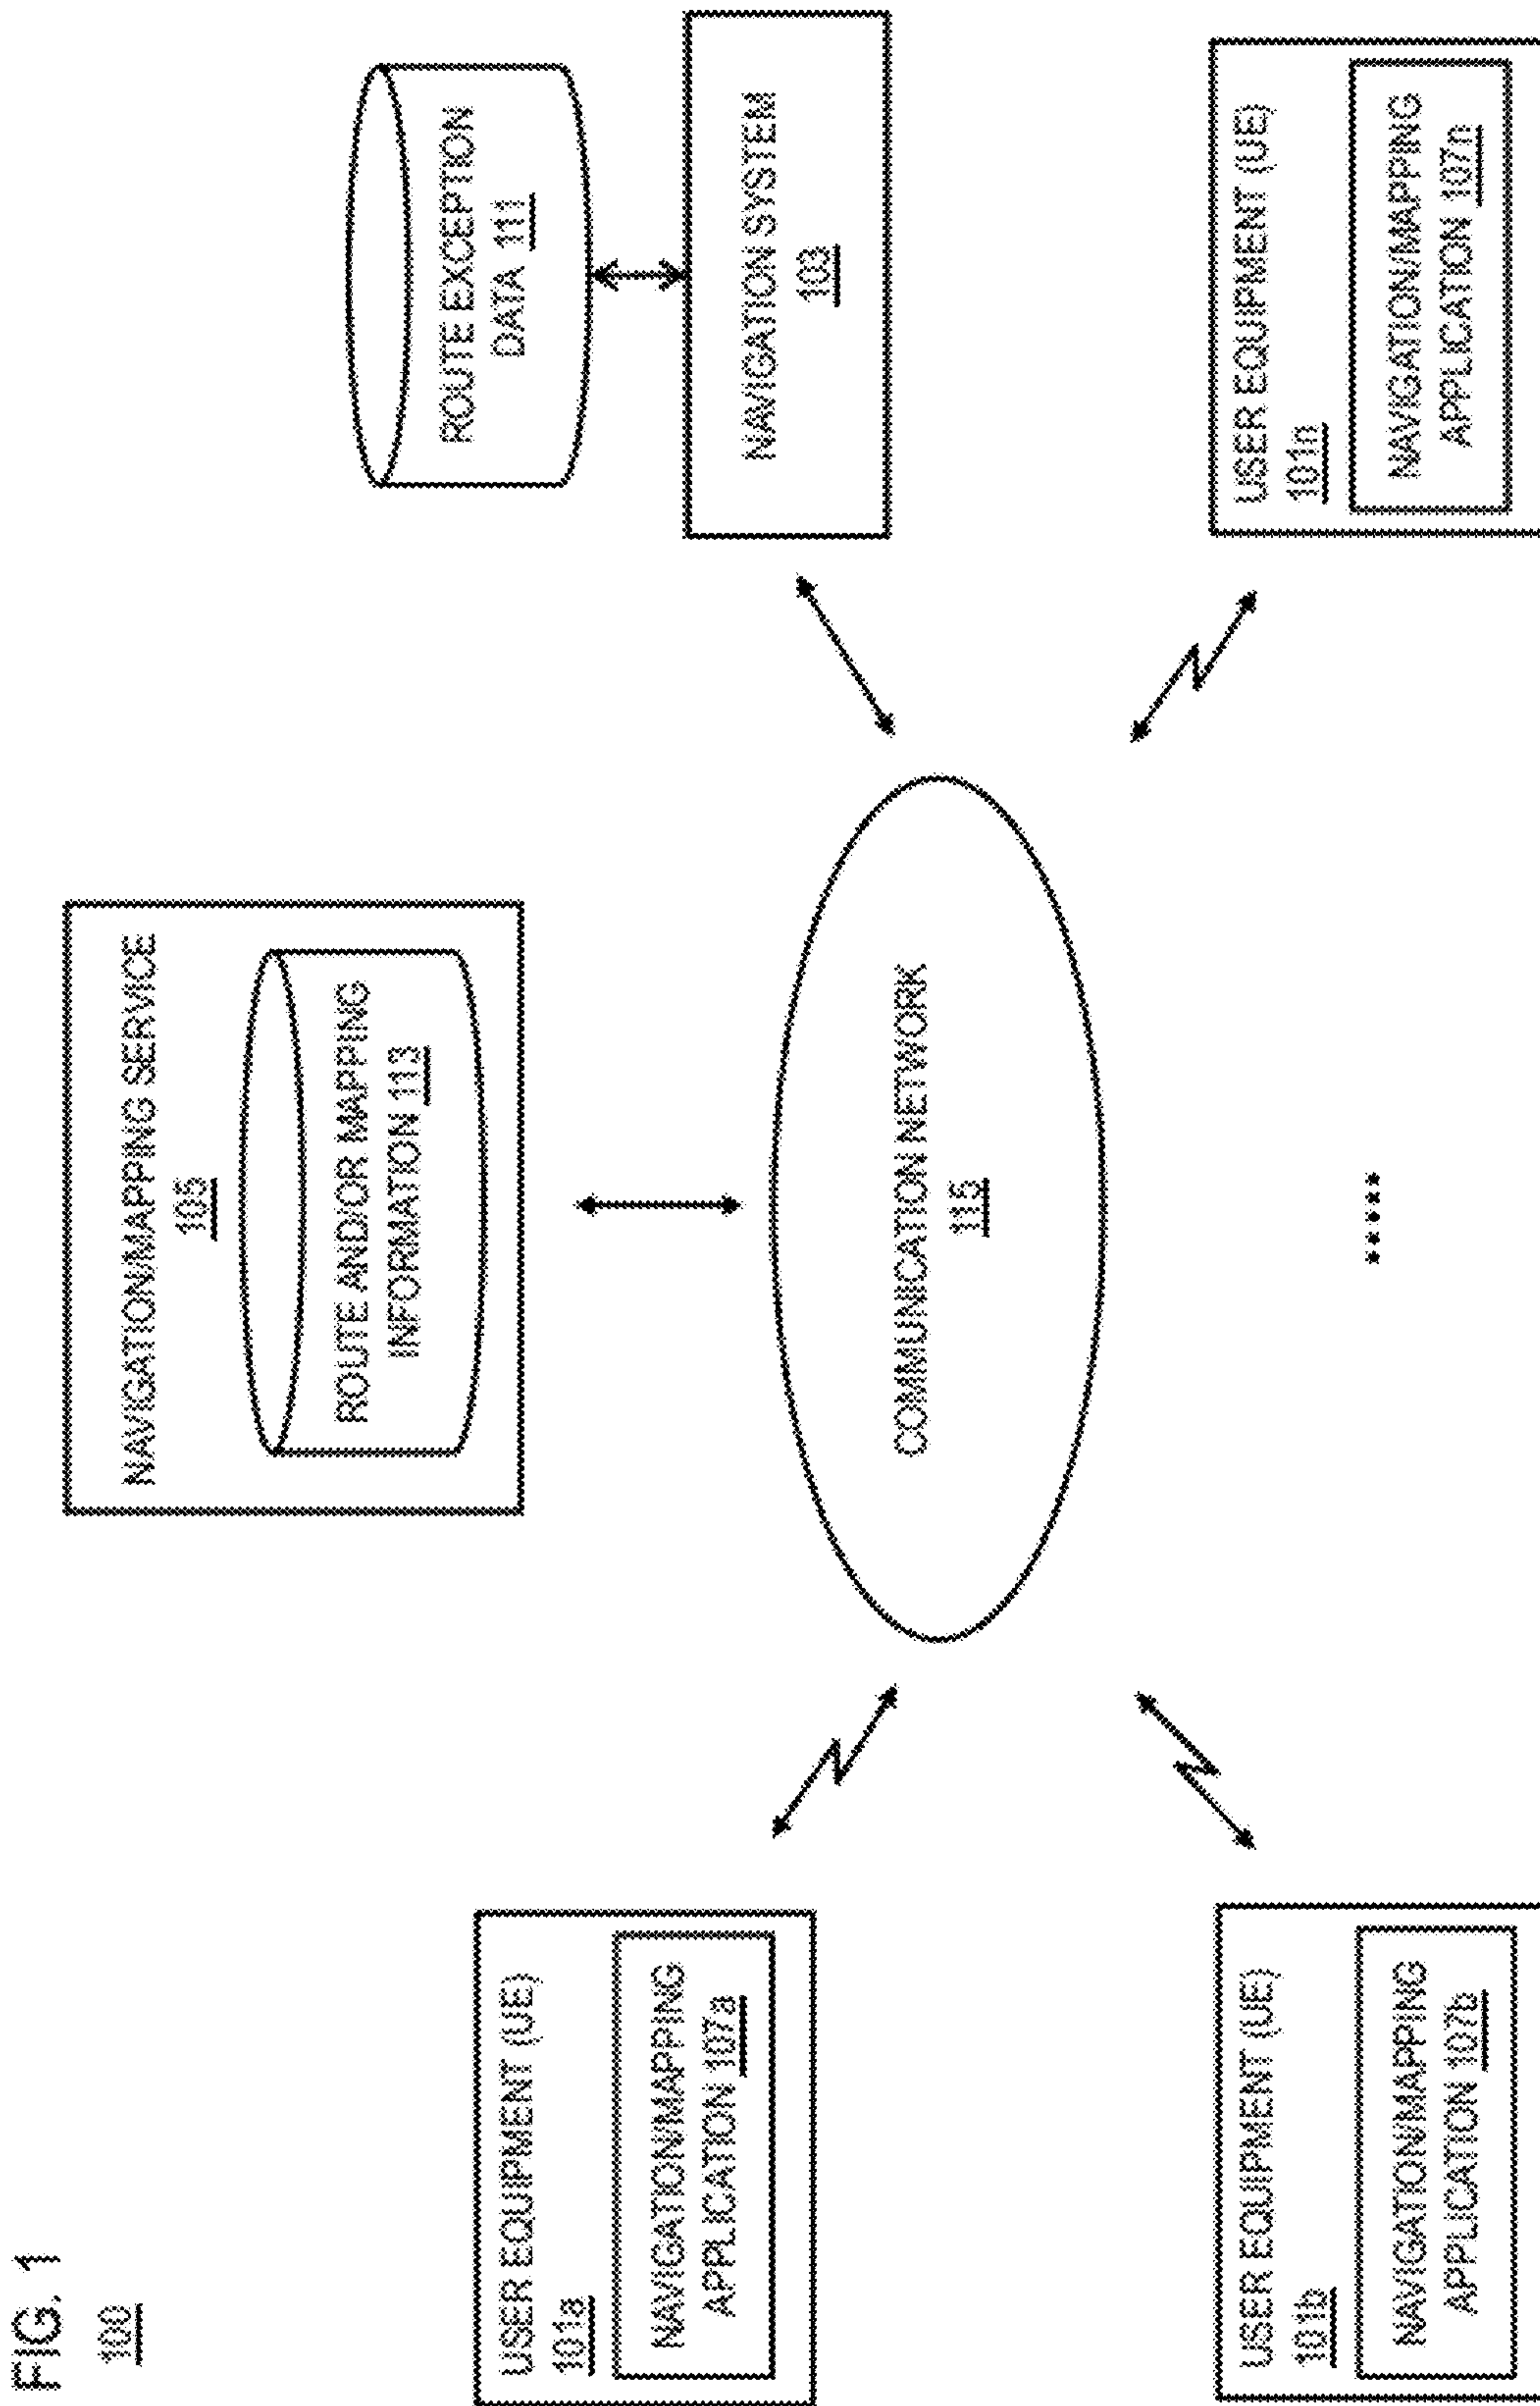 FIG. 1
100
NAVIGATION/MAPPING SERVICE
105
ROUTE AND/OR MAPPING
INFORMATION 113
ROUTE EXCEPTION
DATA 111
NAVIGATION SYSTEM
103
USER EQUIPMENT (UE)
101a
NAVIGATION/MAPPING
APPLICATION 107a
COMMUNICATION NETWORK
115
USER EQUIPMENT (UE)
101b
NAVIGATION/MAPPING
APPLICATION 107b
.....
USER EQUIPMENT (UE)
101n
NAVIGATION/MAPPING
APPLICATION 107n